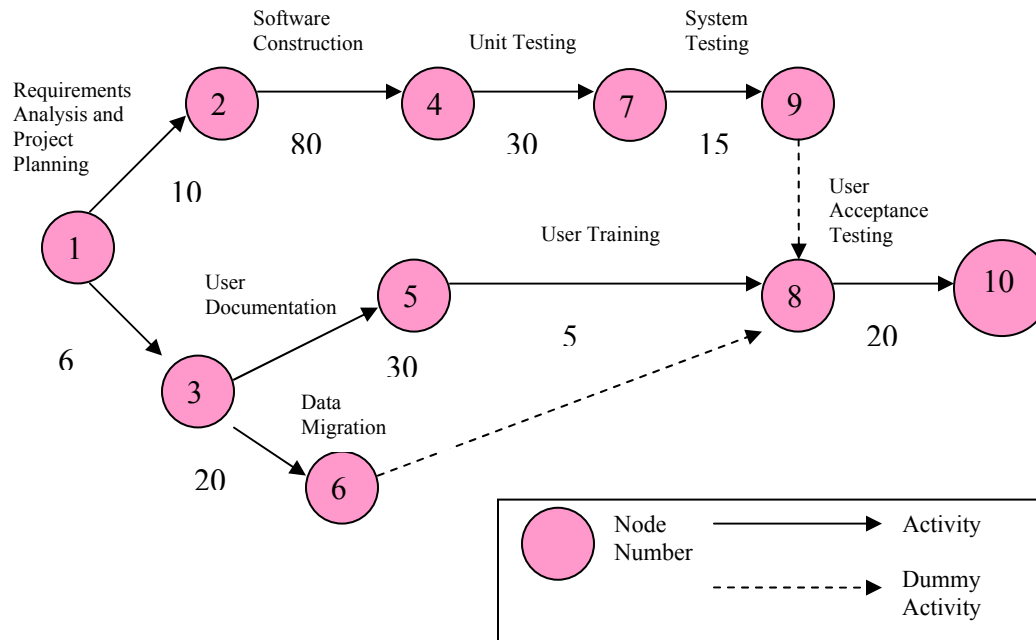 Software
Construction
Unit Testing
System
Testing
Requirements
Analysis and
Project
Planning
2
4
7
9
80
30
15
10
User
Acceptance
Testing
1
User Training
User
Documentation
5
8
10
6
5
20
30
3
Data
Migration
20
6
Node
Number
Activity
Dummy
Activity